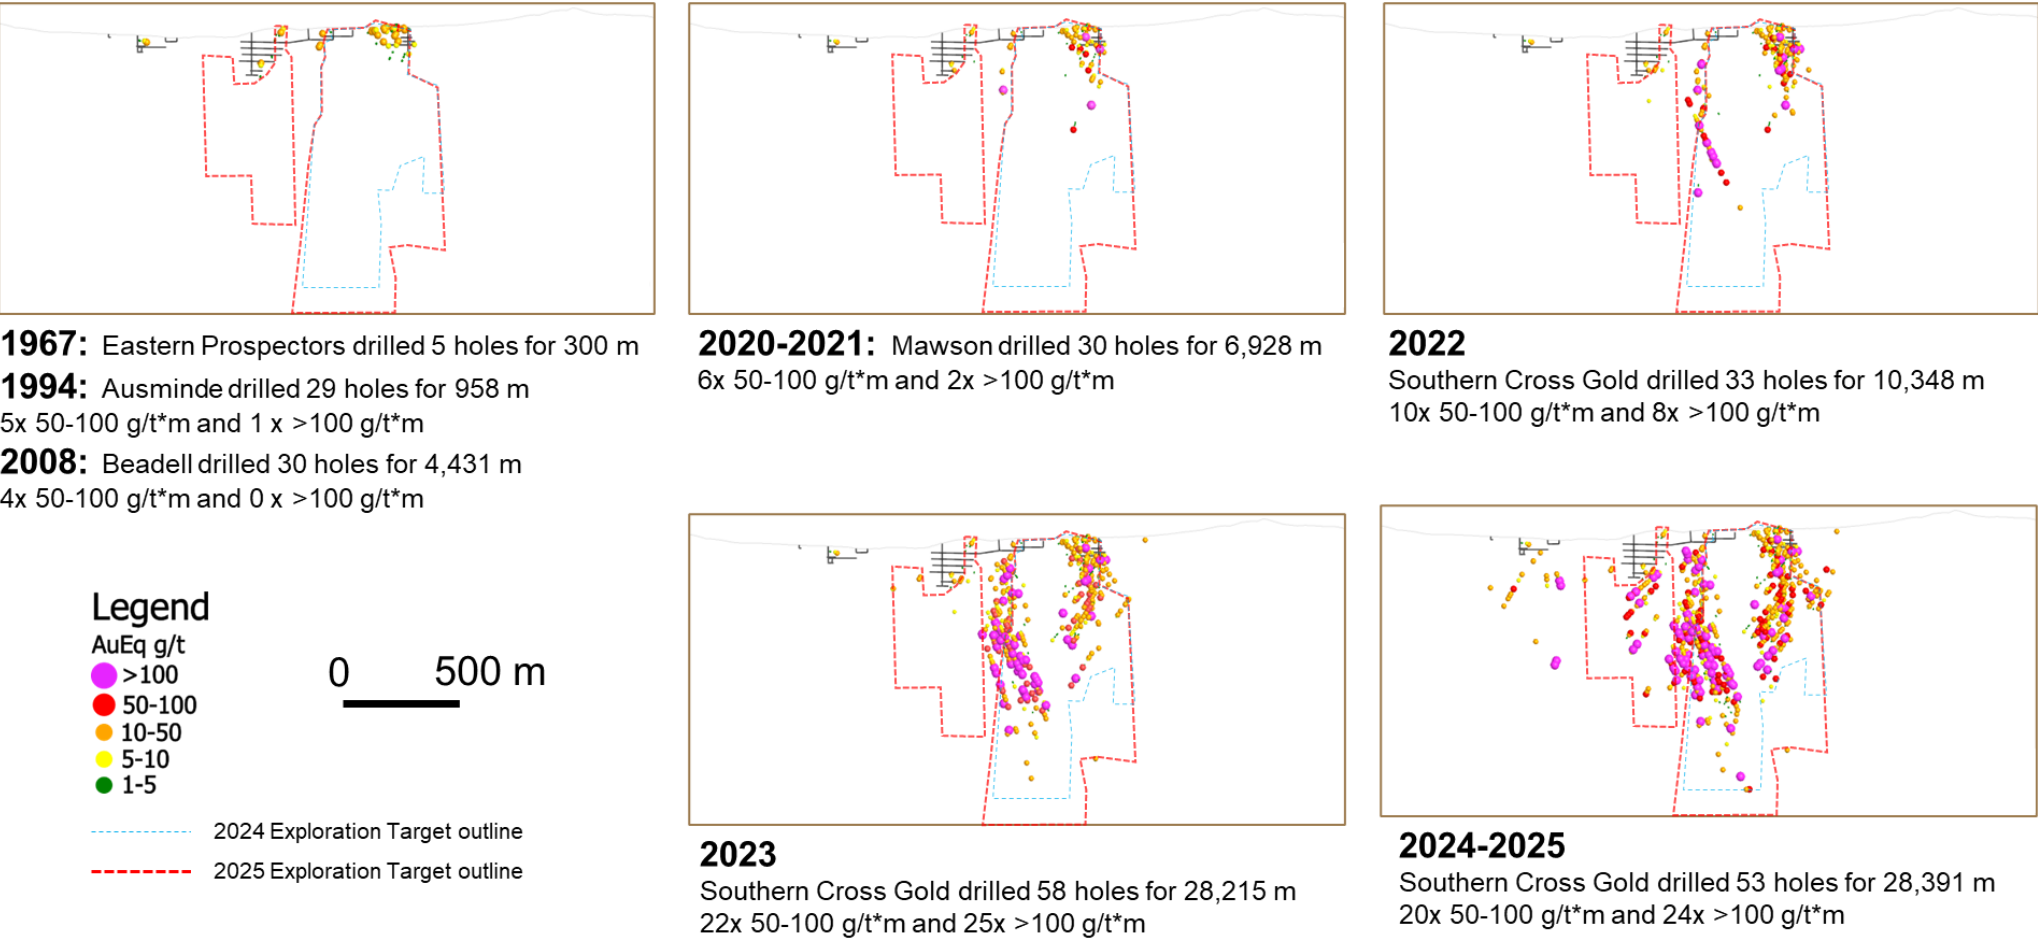 1967: Eastern Prospectors drilled 5 holes for 300 m
1994: Ausminde drilled 29 holes for 958 m
5x 50-100 g/t*m and 1 x >100 g/t*m
2008: Beadell drilled 30 holes for 4,431 m
4x 50-100 g/t*m and 0 x >100 g/t*m
2020-2021: Mawson drilled 30 holes for 6,928 m
6x 50-100 g/t*m and 2x >100 g/t*m
2022
Southern Cross Gold drilled 33 holes for 10,348 m
10x 50-100 g/t*m and 8x >100 g/t*m
Legend
AuEq g/t
>100
50-100
10-50
5-10
1-5
0 500 m
2024 Exploration Target outline
2025 Exploration Target outline
2023
Southern Cross Gold drilled 58 holes for 28,215 m
22x 50-100 g/t*m and 25x >100 g/t*m
2024-2025
Southern Cross Gold drilled 53 holes for 28,391 m
20x 50-100 g/t*m and 24x >100 g/t*m